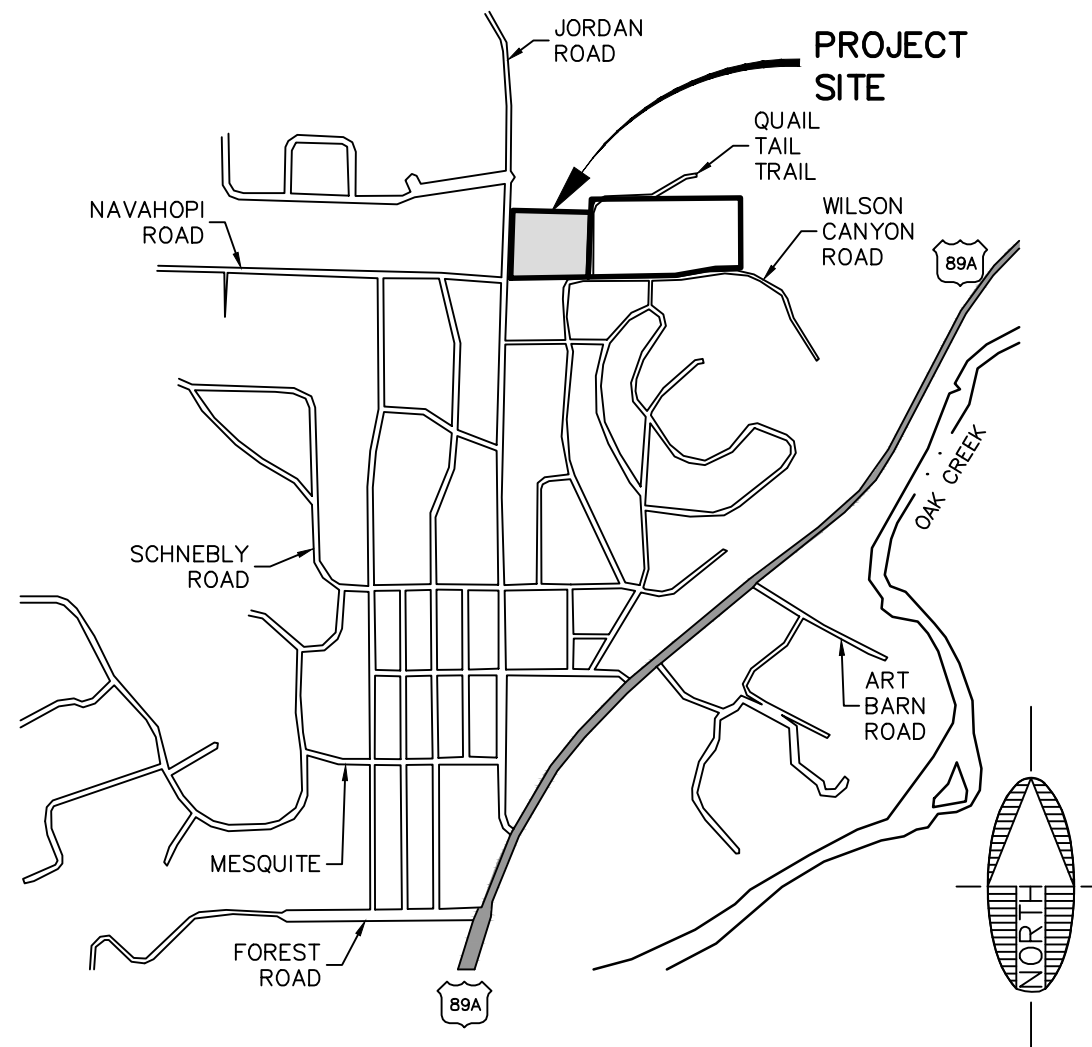 JORDAN
ROAD
PROJECT
SITE
QUAIL
TAIL
TRAIL
NAVAHOPI
ROAD
WILSON
CANYON
ROAD
89A
OAK CREEK
SCHNEBLY
ROAD
ART
BARN
ROAD
MESQUITE
FOREST
ROAD
NORTH
89A